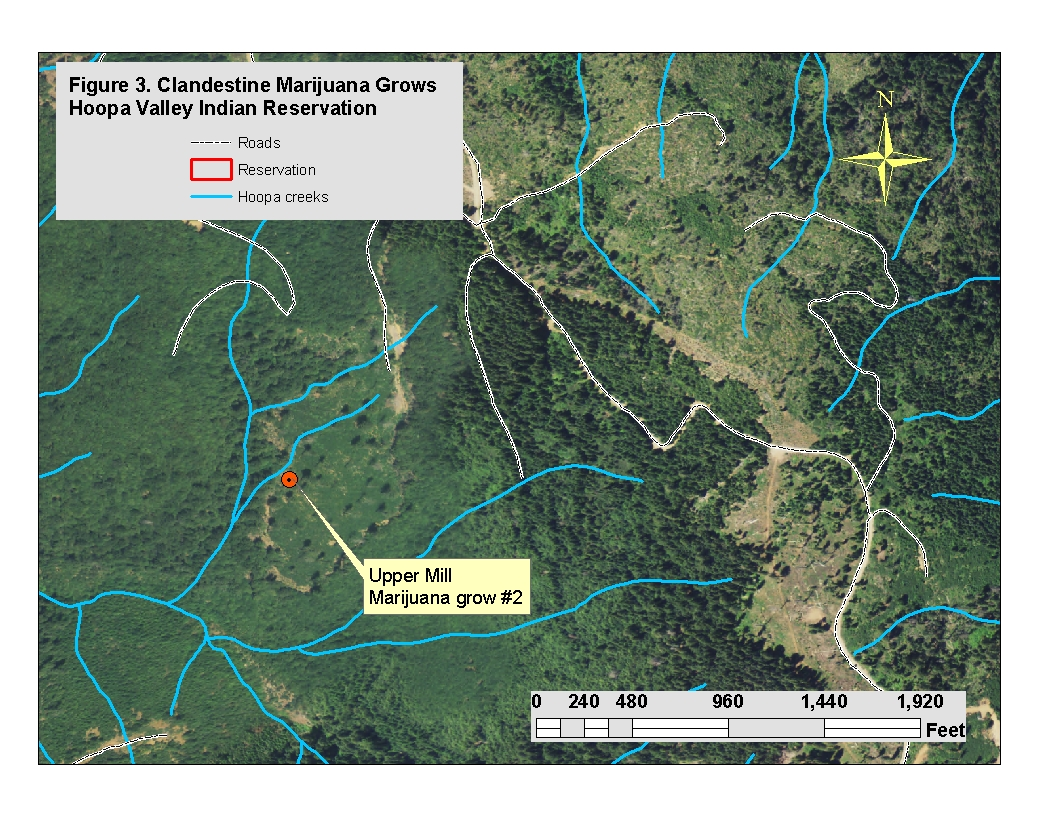 Figure 3. Clandestine Marijuana Grows
Hoopa Valley Indian Reservation
Roads
Reservation
Hoopa creeks
N
Upper Mill
Marijuana grow #2
0 240 480 960 1,440 1,920
Feet